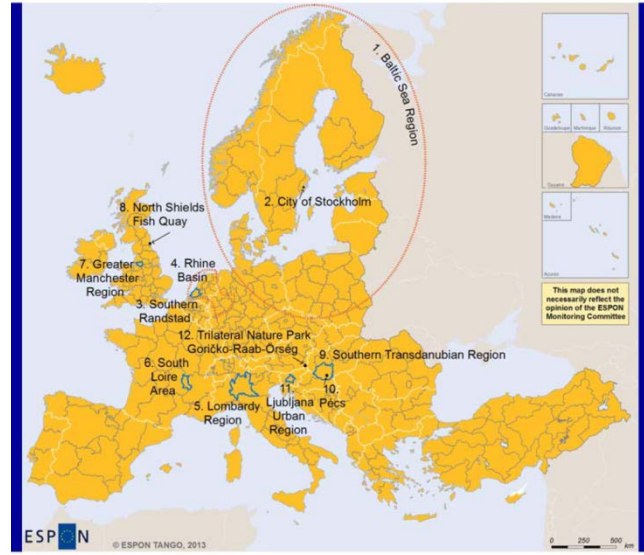 1. Baltic Sea Region
2. City of Stockholm
8. North Shields
Fish Quay
7. Greater
Manchester
Region
4. Rhine
Basin
3. Southern
Randstad
12. Trilateral Nature Park
Goričko-Raab-Örség
9. Southern Transdanubian Region
6. South
Loire
Area
5. Lombardy
Region
11.
Ljubljana
Urban
Region
10.
Pécs
Canarias
Guadeloupe
Martinique
Réunion
Guyane
Madeira
Açores
This map does not
necessarily reflect the
opinion of the ESPON
Monitoring Committee
ESPON
© ESPON TANGO, 2013
0 250 500
km